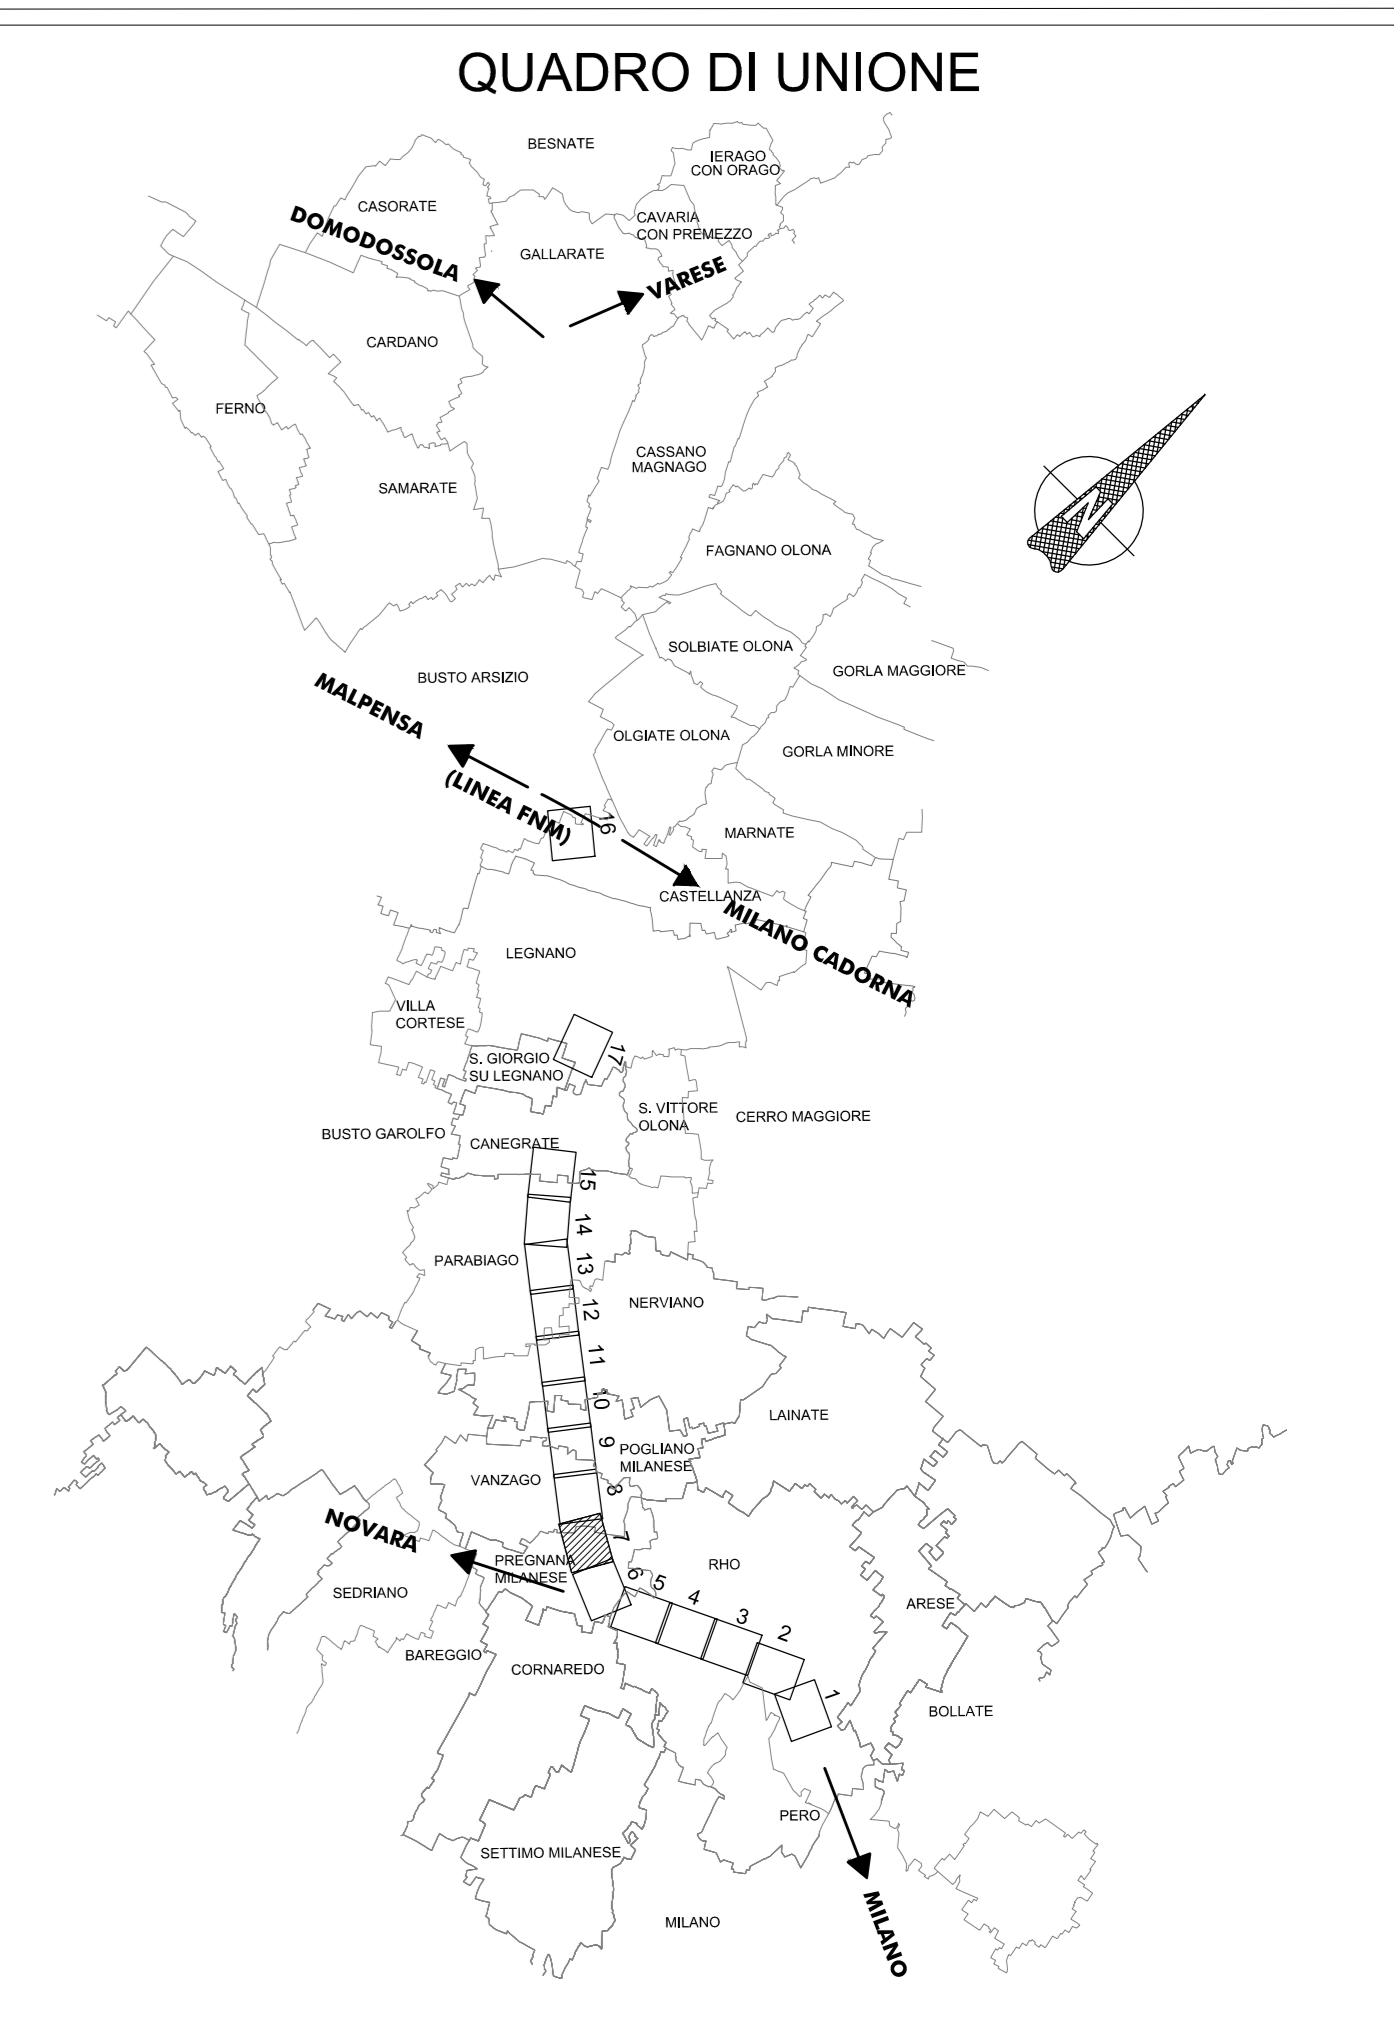 QUADRO DI UNIONE
BESNATE
IERAGO
CON ORAGO
CASORATE
DOMODOSSOLA
CAVARIA
CON PREMEZZO
GALLARATE
VARESE
CARDANO
FERNO
CASSANO
MAGNAGO
SAMARATE
N
FAGNANO OLONA
SOLBIATE OLONA
GORLA MAGGIORE
BUSTO ARSIZIO
MALPENSA
OLGIATE OLONA
GORLA MINORE
(LINEA FNM)
16
MARNATE
CASTELLANZA
MILANO CADORNA
LEGNANO
VILLA
CORTESE
17
S. GIORGIO
SU LEGNANO
S. VITTORE
OLONA
CERRO MAGGIORE
BUSTO GAROLFO
CANEGRATE
15
14
PARABIAGO
13
NERVIANO
12
11
10
LAINATE
9
POGLIANO
MILANESE
VANZAGO
8
NOVARA
7
PREGNANA
MILANESE
RHO
6
5
4
3
2
1
SEDRIANO
ARESE
BAREGGIO
CORNAREDO
BOLLATE
PERO
SETTIMO MILANESE
MILANO
MILANO